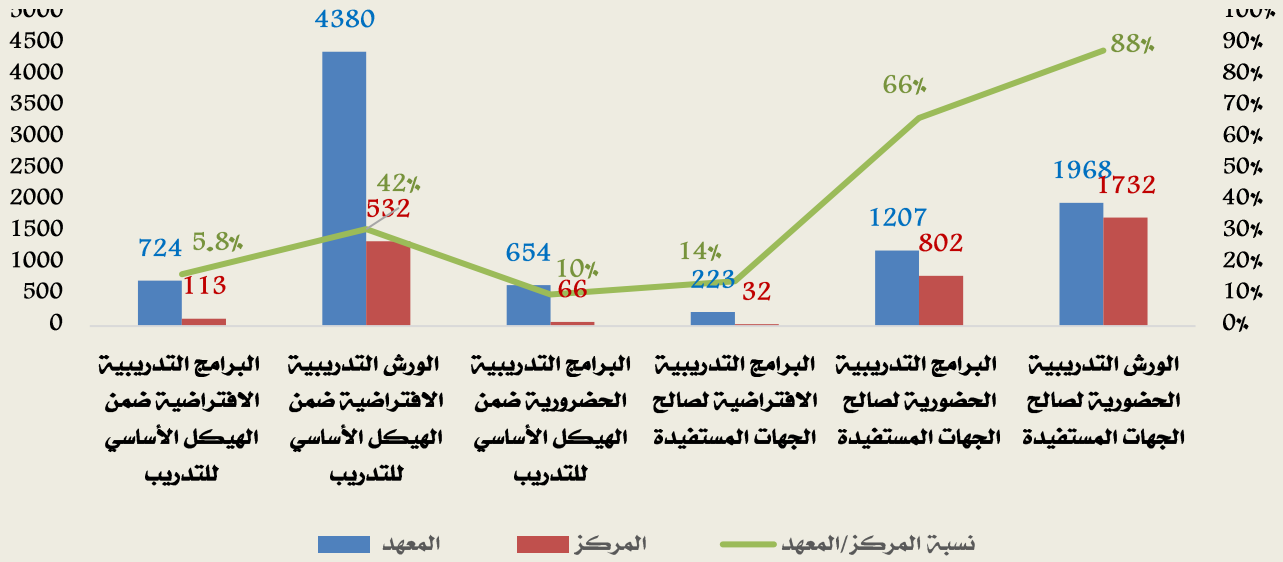 5000
4500
4000
3500
3000
2500
2000
1500
1000
500
0
100%
90%
80%
70%
60%
50%
40%
30%
20%
10%
0%
4380
88%
66%
1968
1732
42%
532
1207
802
724
5.8%
113
654
10%
66
14%
223
32
البرامج التدريبية
الافتراضية ضمن
الهيكل الأساسي
للتدريب
الورش التدريبية
الافتراضية ضمن
الهيكل الأساسي
للتدريب
البرامج التدريبية
الحضرورية ضمن
الهيكل الأساسي
للتدريب
البرامج التدريبية
الافتراضية لصالح
الجهات المستفيدة
البرامج التدريبية
الحضورية لصالح
الجهات المستفيدة
الورش التدريبية
الحضورية لصالح
الجهات المستفيدة
المعهد
المركز
نسبة المركز/المعهد